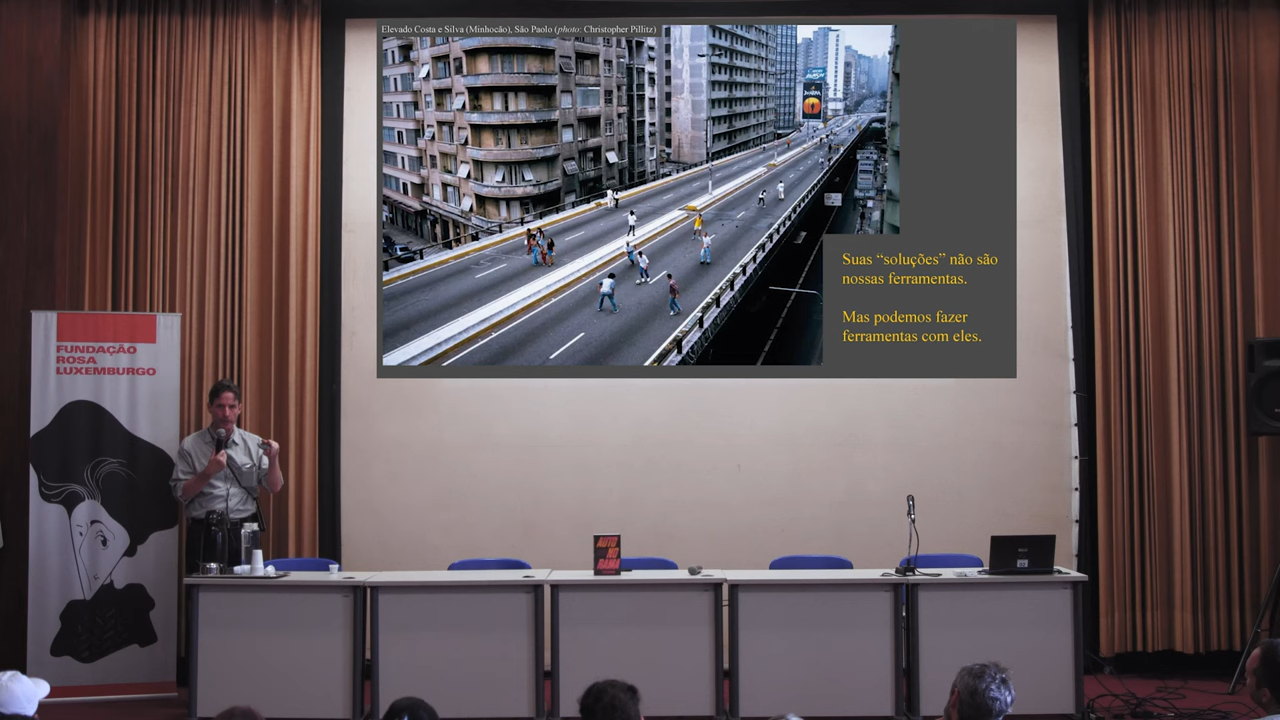 Elevado Costa e Silva (Minhocão), São Paolo (photo: Christopher Pillitz)
Suas “soluções” não são
nossas ferramentas.
Mas podemos fazer
ferramentas com eles.
FUNDAÇÃO
ROSA
LUXEMBURGO
AUTO
NO
RAMA